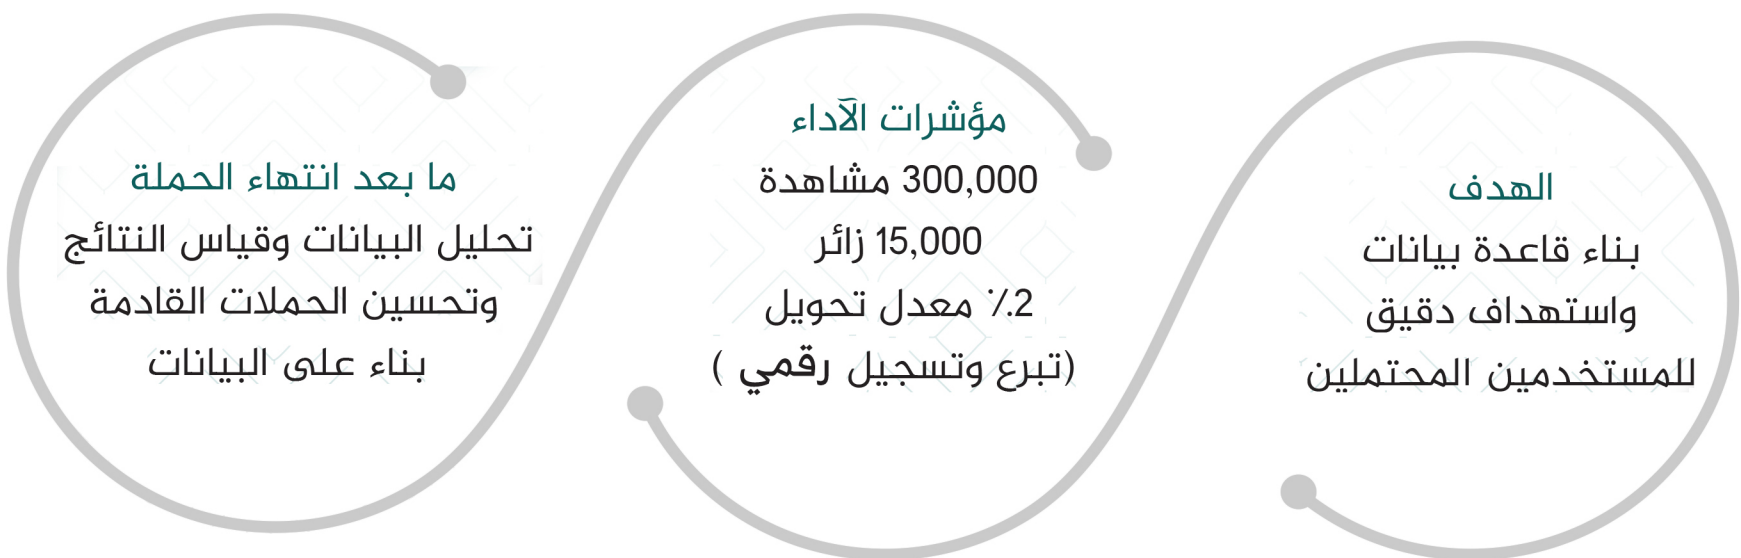 الهدف
بناء قاعدة بيانات
واستهداف دقيق
للمستخدمين المحتملين
مؤشرات الآداء
300,000 مشاهدة
15,000 زائر
2٪ معدل تحويل
(تبرع وتسجيل رقمي )
ما بعد انتهاء الحملة
تحليل البيانات وقياس النتائج
وتحسين الحملات القادمة
بناء على البيانات